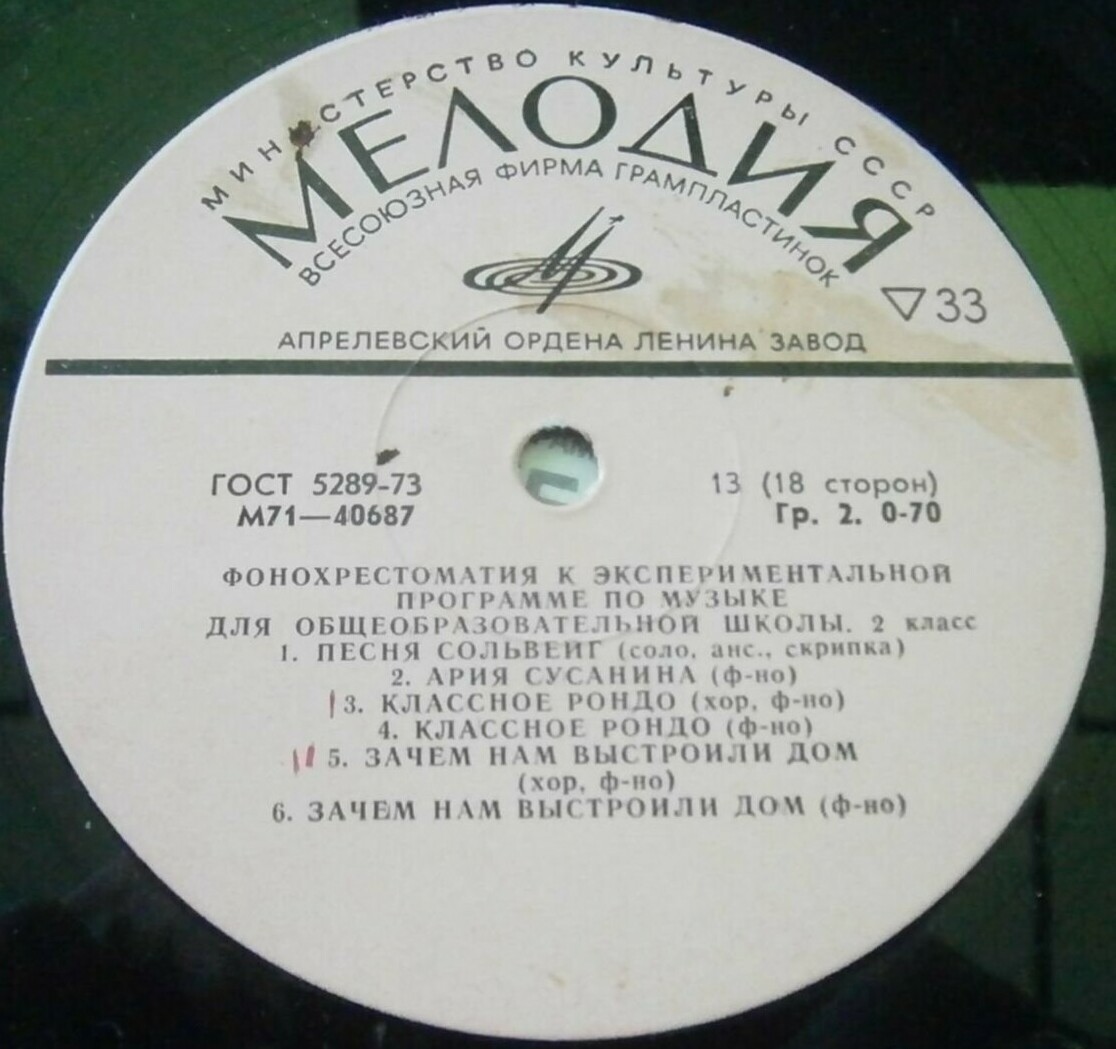 МИНИСТЕРСТВО КУЛЬТУРЫ СССР
МЕЛОДИЯ
ВСЕСОЮЗНАЯ ФИРМА ГРАМПЛАСТИНОК
33
АПРЕЛЕВСКИЙ ОРДЕНА ЛЕНИНА ЗАВОД
ГОСТ 5289-73 13 (18 сторон)
М71—40687 Гр. 2. 0-70
ФОНОХРЕСТОМАТИЯ К ЭКСПЕРИМЕНТАЛЬНОЙ
ПРОГРАММЕ ПО МУЗЫКЕ
ДЛЯ ОБЩЕОБРАЗОВАТЕЛЬНОЙ ШКОЛЫ. 2 класс
1. ПЕСНЯ СОЛЬВЕЙГ (соло, анс., скрипка)
2. АРИЯ СУСАНИНА (ф-но)
3. КЛАССНОЕ РОНДО (хор, ф-но)
4. КЛАССНОЕ РОНДО (ф-но)
5. ЗАЧЕМ НАМ ВЫСТРОИЛИ ДОМ
(хор, ф-но)
6. ЗАЧЕМ НАМ ВЫСТРОИЛИ ДОМ (ф-но)